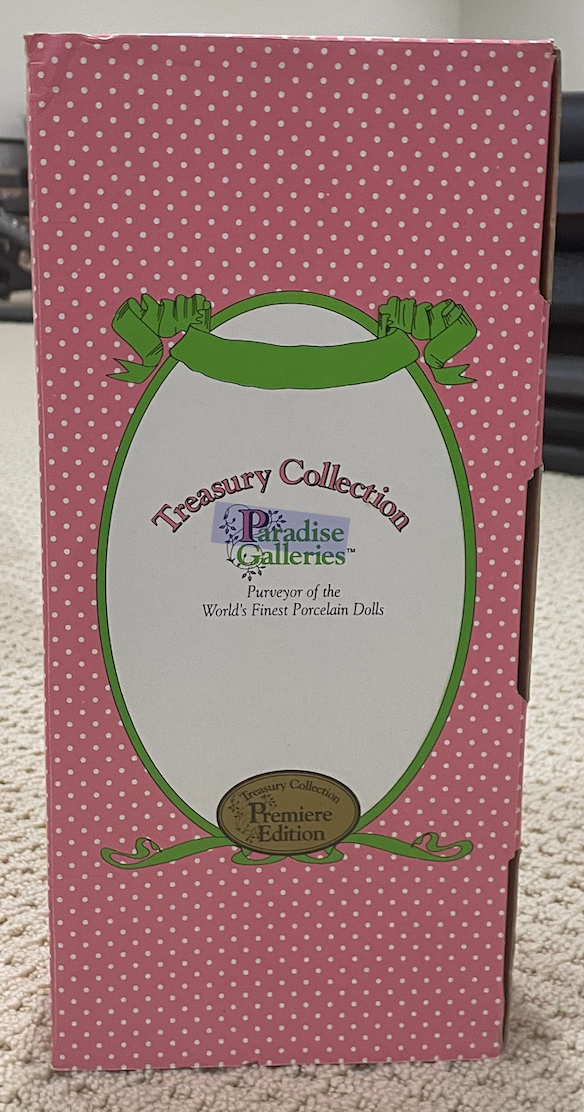 Treasury Collection
Paradise
Galleries™
Purveyor of the
World's Finest Porcelain Dolls
Treasury Collection
Premiere
Edition